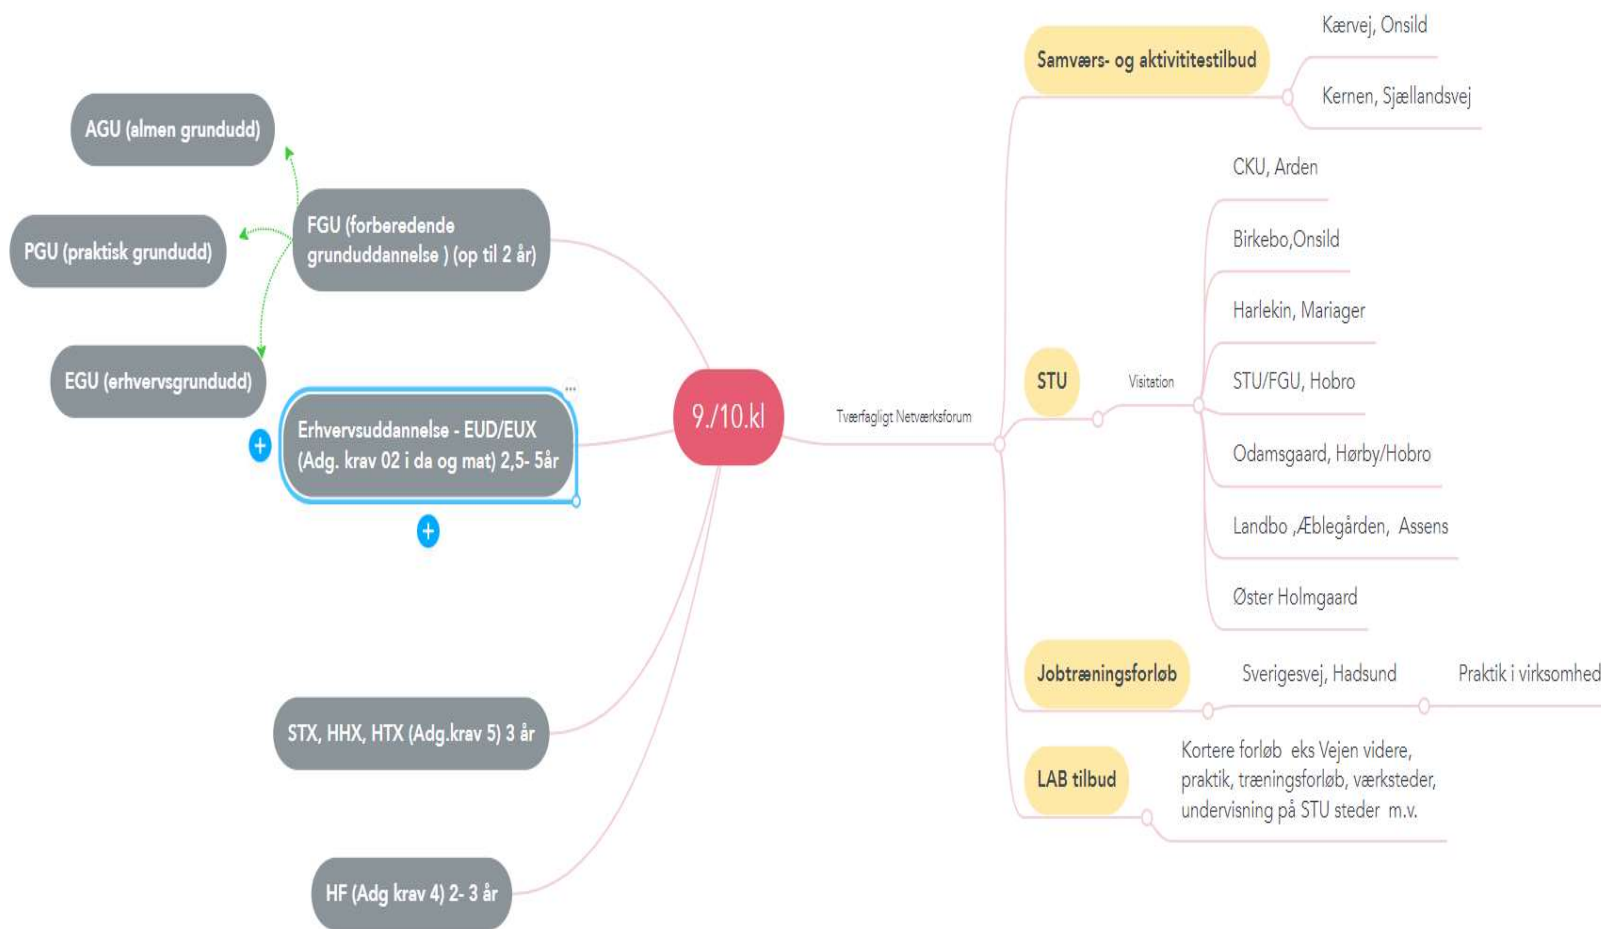 AGU (almen grundudd)
PGU (praktisk grundudd)
EGU (erhvervsgrundudd)
FGU (forberedende
grunduddannelse ) (op til 2 år)
Erhvervsuddannelse - EUD/EUX
(Adg. krav 02 i da og mat) 2,5- 5år
STX, HHX, HTX (Adg.krav 5) 3 år
HF (Adg krav 4) 2- 3 år
9./10.kl
Tværfagligt Netværksforum
Samværs- og aktivititestilbud
Kærvej, Onsild
Kernen, Sjællandsvej
STU
Visitation
CKU, Arden
Birkebo,Onsild
Harlekin, Mariager
STU/FGU, Hobro
Odamsgaard, Hørby/Hobro
Landbo ,Æblegården, Assens
Øster Holmgaard
Jobtræningsforløb
Sverigesvej, Hadsund
Praktik i virksomhed
LAB tilbud
Kortere forløb eks Vejen videre,
praktik, træningsforløb, værksteder,
undervisning på STU steder m.v.